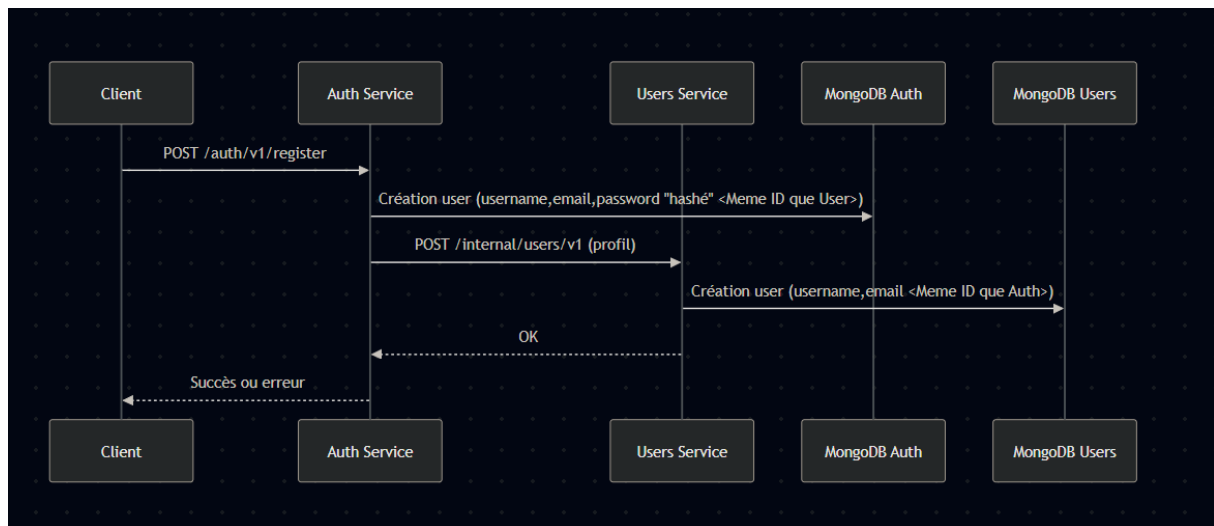 Client
Auth Service
Users Service
MongoDB Auth
MongoDB Users
POST /auth/v1/register
Création user (username,email,password "hashé" <Meme ID que User>)
POST /internal/users/v1 (profil)
Création user (username,email <Meme ID que Auth>)
OK
Succès ou erreur
Client
Auth Service
Users Service
MongoDB Auth
MongoDB Users